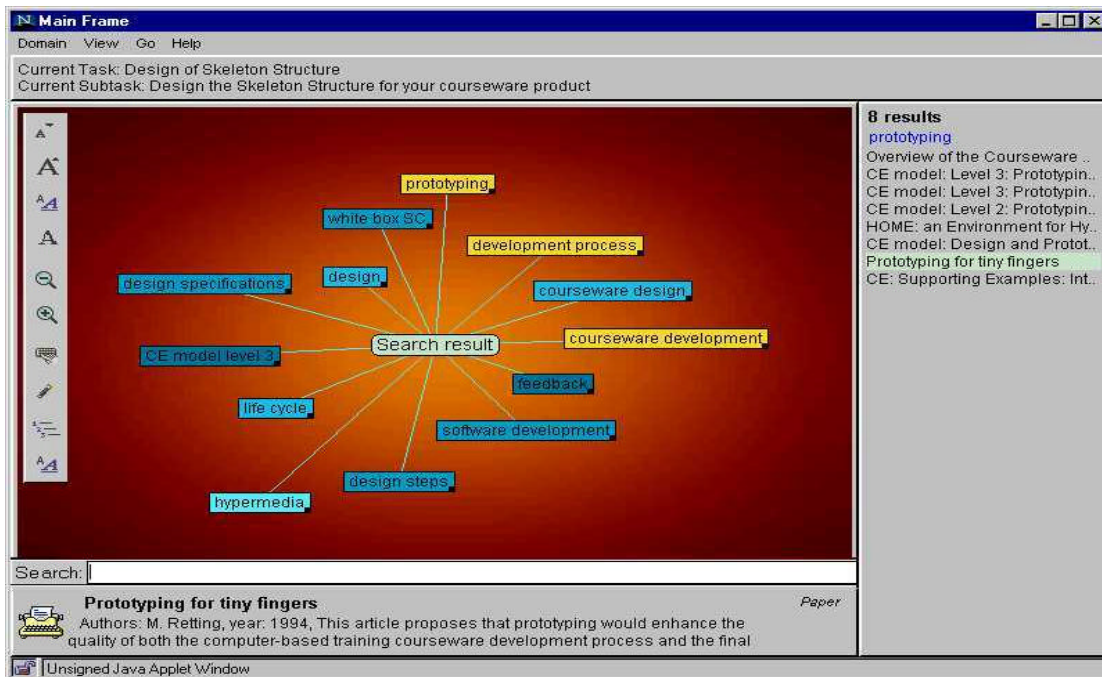 Main Frame
Domain View Go Help
Current Task: Design of Skeleton Structure
Current Subtask: Design the Skeleton Structure for your courseware product
prototyping
white box SC
development process
design
design specifications
courseware design
courseware development
Search result
CE model level 3
feedback
life cycle
software development
design steps
hypermedia
8 results
prototyping
Overview of the Courseware ..
CE model: Level 3: Prototypin..
CE model: Level 3: Prototypin..
CE model: Level 2: Prototypin..
HOME: an Environment for Hy..
CE model: Design and Protot..
Prototyping for tiny fingers
CE: Supporting Examples: Int..
Search:
Prototyping for tiny fingers
Paper
Authors: M. Retting, year: 1994, This article proposes that prototyping would enhance the
quality of both the computer-based training courseware development process and the final
Unsigned Java Applet Window